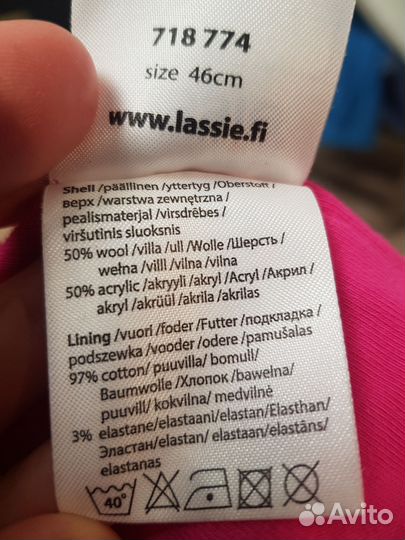 718 774
size 46cm
www.lassie.fi
Shell /päällinen /yttertyg /Oberstoff /
верх /warstwa zewnętrzna /
pealismaterjal /virsdrēbes /
viršutinis sluoksnis
50% wool /villa /ull /Wolle /Шерсть /
wełna /villl /vilna /vilna
50% acrylic /akryyli /akryl /Acryl /Акрил /
akryl /akrüül /akrila /akrilas
Lining /vuori /foder /Futter /подкладка /
podszewka /vooder /odere /pamušalas
97% cotton/ puuvilla/ bomull/
Baumwolle /Хлопок /bawełna/
puuvill/ kokvilna/ medvilnė
3% elastane/elastaani/elastan/Elasthan/
Эластан/elastan/ elastaan/elastāns/
elastanas
40°
Avito